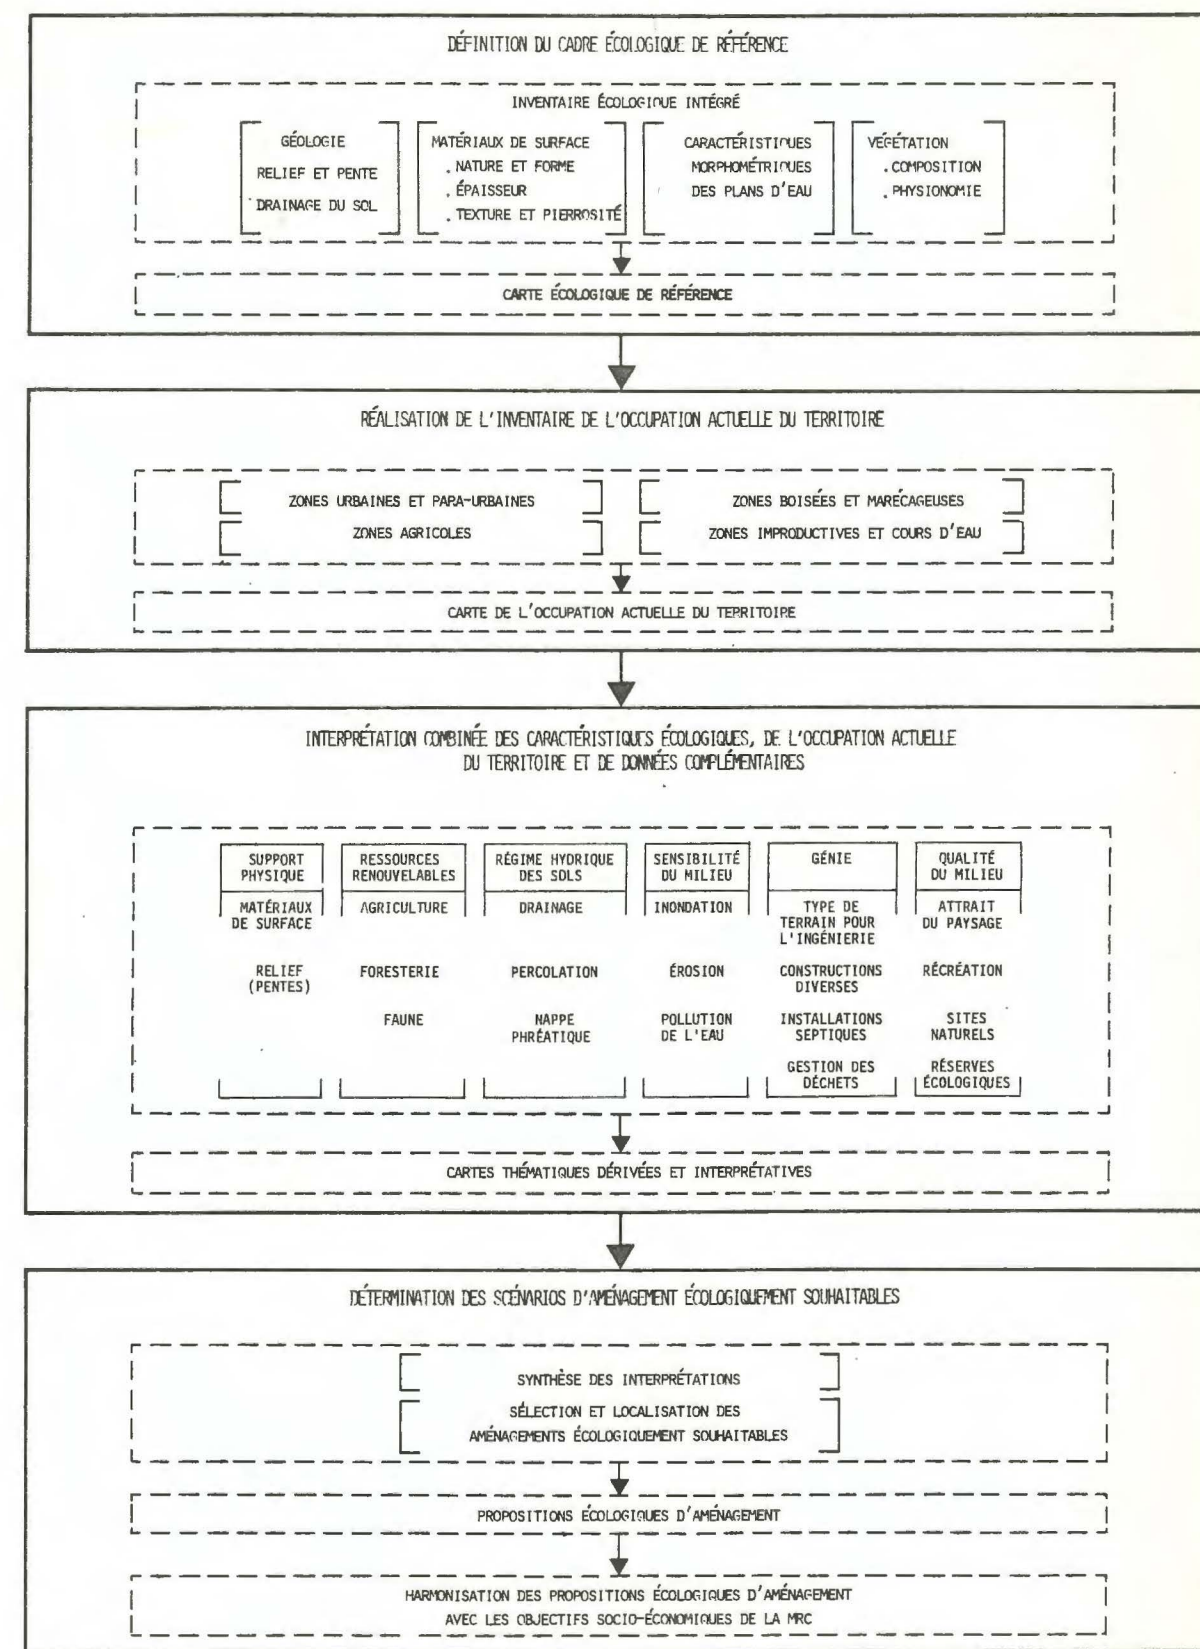 DÉFINITION DU CADRE ÉCOLOGIQUE DE RÉFÉRENCE
INVENTAIRE ÉCOLOGIQUE INTÉGRÉ
GÉOLOGIE
RELIEF ET PENTE
DRAINAGE DU SOL
MATÉRIAUX DE SURFACE
. NATURE ET FORME
. ÉPAISSEUR
. TEXTURE ET PIERROSITÉ
CARACTÉRISTIQUES
MORPHOMÉTRIQUES
DES PLANS D'EAU
VÉGÉTATION
. COMPOSITION
. PHYSIONOMIE
CARTE ÉCOLOGIQUE DE RÉFÉRENCE
RÉALISATION DE L'INVENTAIRE DE L'OCCUPATION ACTUELLE DU TERRITOIRE
ZONES URBAINES ET PARA-URBAINES
ZONES AGRICOLES
ZONES BOISÉES ET MARÉCAGEUSES
ZONES IMPRODUCTIVES ET COURS D'EAU
CARTE DE L'OCCUPATION ACTUELLE DU TERRITOIRE
INTERPRÉTATION COMBINÉE DES CARACTÉRISTIQUES ÉCOLOGIQUES, DE L'OCCUPATION ACTUELLE
DU TERRITOIRE ET DE DONNÉES COMPLÉMENTAIRES
SUPPORT
PHYSIQUE
MATÉRIAUX
DE SURFACE
RELIEF
(PENTES)
RESSOURCES
RENOUVELABLES
AGRICULTURE
FORESTERIE
FAUNE
RÉGIME HYDRIQUE
DES SOLS
DRAINAGE
PERCOLATION
NAPPE
PHRÉATIQUE
SENSIBILITÉ
DU MILIEU
INONDATION
ÉROSION
POLLUTION
DE L'EAU
GÉNIE
TYPE DE
TERRAIN POUR
L'INGÉNIERIE
CONSTRUCTIONS
DIVERSES
INSTALLATIONS
SEPTIQUES
GESTION DES
DÉCHETS
QUALITÉ
DU MILIEU
ATTRAIT
DU PAYSAGE
RÉCRÉATION
SITES
NATURELS
RÉSERVES
ÉCOLOGIQUES
CARTES THÉMATIQUES DÉRIVÉES ET INTERPRÉTATIVES
DÉTERMINATION DES SCÉNARIOS D'AMÉNAGEMENT ÉCOLOGIQUEMENT SOUHAITABLES
SYNTHÈSE DES INTERPRÉTATIONS
SÉLECTION ET LOCALISATION DES
AMÉNAGEMENTS ÉCOLOGIQUEMENT SOUHAITABLES
PROPOSITIONS ÉCOLOGIQUES D'AMÉNAGEMENT
HARMONISATION DES PROPOSITIONS ÉCOLOGIQUES D'AMÉNAGEMENT
AVEC LES OBJECTIFS SOCIO-ÉCONOMIQUES DE LA MRC